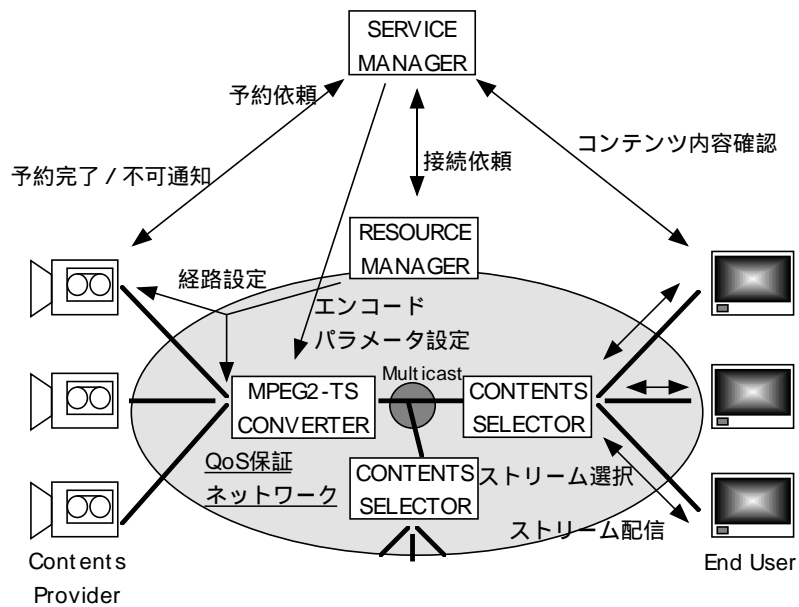 SERVICE
MANAGER
予約依頼
コンテンツ内容確認
接続依頼
予約完了 / 不可通知
RESOURCE
MANAGER
経路設定
エンコード
パラメータ設定
Multicast
MPEG2-TS
CONVERTER
CONTENTS
SELECTOR
QoS保証
ネットワーク
CONTENTS
SELECTOR
ストリーム選択
ストリーム配信
Contents
Provider
End User